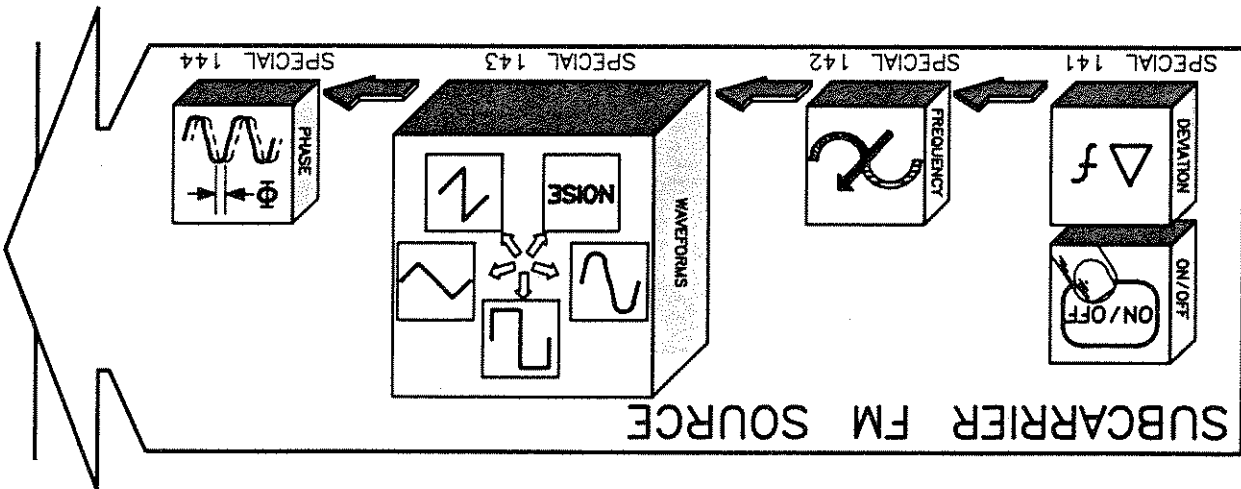 SUBCARRIER FM SOURCE
ON/OFF
ON/OFF
DEVIATION
△ f
SPECIAL 141
FREQUENCY
SPECIAL 142
WAVEFORMS
NOISE
SPECIAL 143
PHASE
Φ
SPECIAL 144